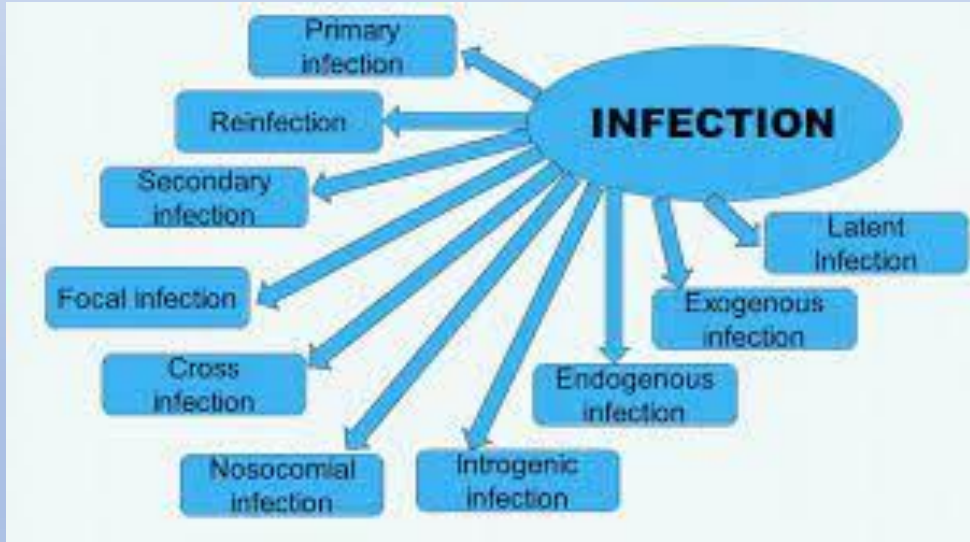 Primary
infection
INFECTION
Reinfection
Secondary
infection
Focal infection
Cross
infection
Nosocomial
infection
Introgenic
infection
Endogenous
infection
Exogenous
infection
Latent
Infection